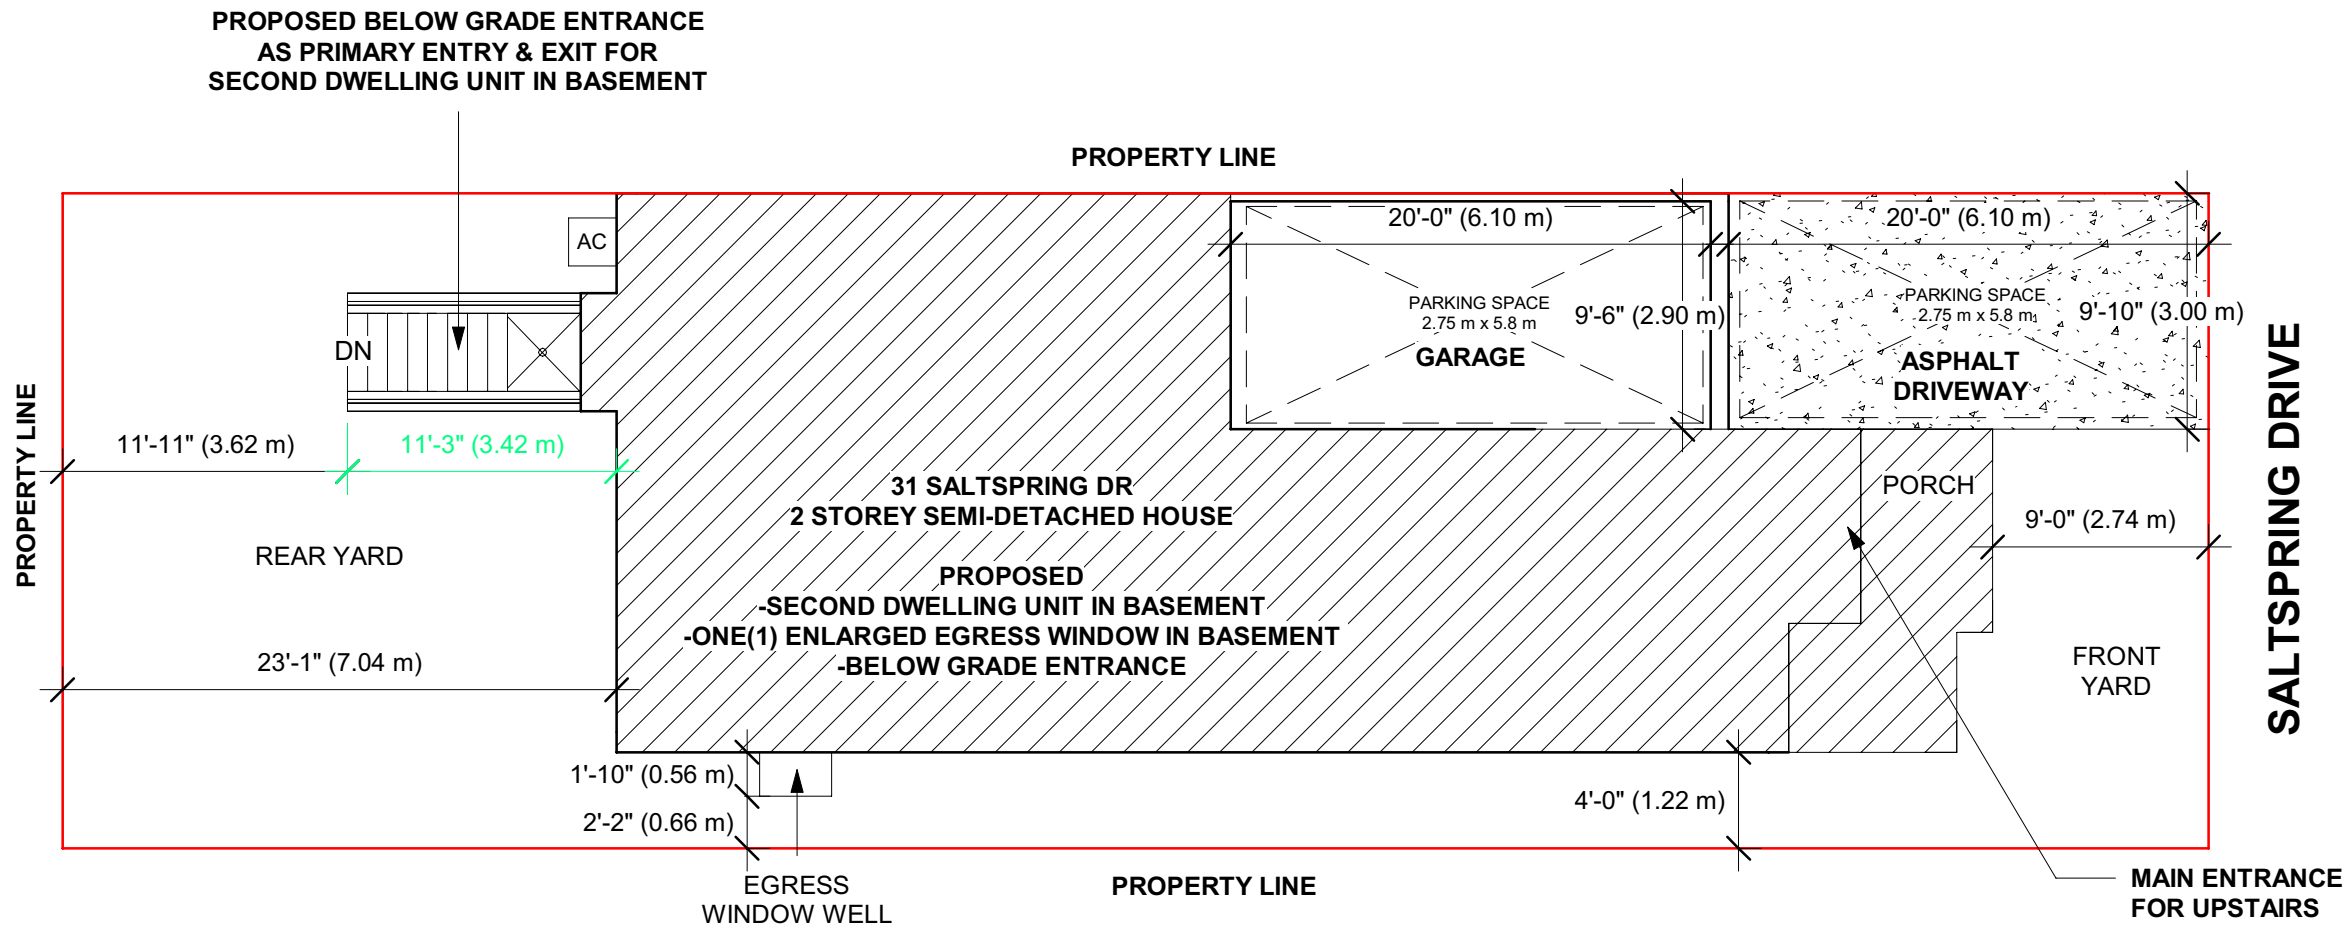 PROPOSED BELOW GRADE ENTRANCE
AS PRIMARY ENTRY & EXIT FOR
SECOND DWELLING UNIT IN BASEMENT
PROPERTY LINE
AC
20'-0" (6.10 m)
20'-0" (6.10 m)
PARKING SPACE
2.75 m x 5.8 m
9'-6" (2.90 m)
GARAGE
PARKING SPACE
2.75 m x 5.8 m
9'-10" (3.00 m)
ASPHALT
DRIVEWAY
DN
PROPERTY LINE
11'-11" (3.62 m)
11'-3" (3.42 m)
31 SALTSPRING DR
2 STOREY SEMI-DETACHED HOUSE
PORCH
9'-0" (2.74 m)
SALTSPRING DRIVE
REAR YARD
PROPOSED
-SECOND DWELLING UNIT IN BASEMENT
-ONE(1) ENLARGED EGRESS WINDOW IN BASEMENT
-BELOW GRADE ENTRANCE
23'-1" (7.04 m)
FRONT
YARD
1'-10" (0.56 m)
2'-2" (0.66 m)
4'-0" (1.22 m)
EGRESS
WINDOW WELL
PROPERTY LINE
MAIN ENTRANCE
FOR UPSTAIRS